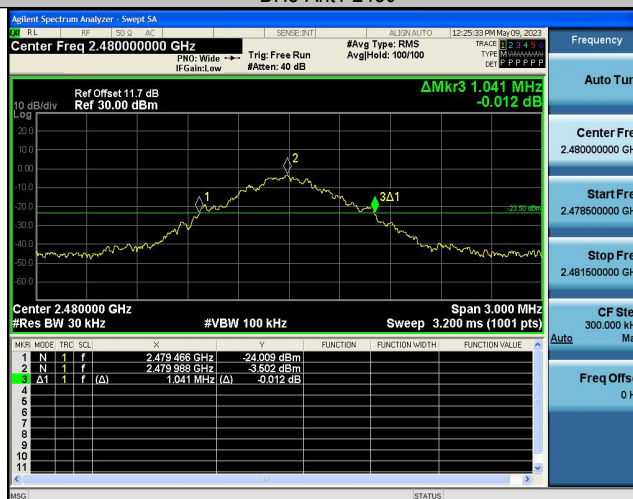 Agilent Spectrum Analyzer - Swept SA
RL RF 50 Ω AC SENSE:INT ALIGN AUTO 12:25:33 PM May 09, 2023
Center Freq 2.480000000 GHz
PNO: Wide
IFGain:Low
Trig: Free Run
#Atten: 40 dB
#Avg Type: RMS
Avg|Hold: 100/100
TRACE 1 2 3 4 5 6
TYPE M
DET P P P P P P
Ref Offset 11.7 dB
Ref 30.00 dBm
ΔMkr3 1.041 MHz
-0.012 dB
10 dB/div
Log
20.0
10.0
0.00
-10.0
-20.0
-30.0
-40.0
-50.0
-60.0
1
2
3Δ1
-23.50 dBm
Center 2.480000 GHz
#Res BW 30 kHz
#VBW 100 kHz
Span 3.000 MHz
Sweep 3.200 ms (1001 pts)
MKR MODE TRC SCL X Y FUNCTION FUNCTION WIDTH FUNCTION VALUE
1 N 1 f 2.479 466 GHz -24.009 dBm
2 N 1 f 2.479 988 GHz -3.502 dBm
3 Δ1 1 f (Δ) 1.041 MHz (Δ) -0.012 dB
4
5
6
7
8
9
10
11
MSG STATUS
Frequency
Auto Tun
Center Fre
2.480000000 GH
Start Fre
2.478500000 GH
Stop Fre
2.481500000 GH
CF Ste
300.000 kH
Auto Ma
Freq Offse
0 H